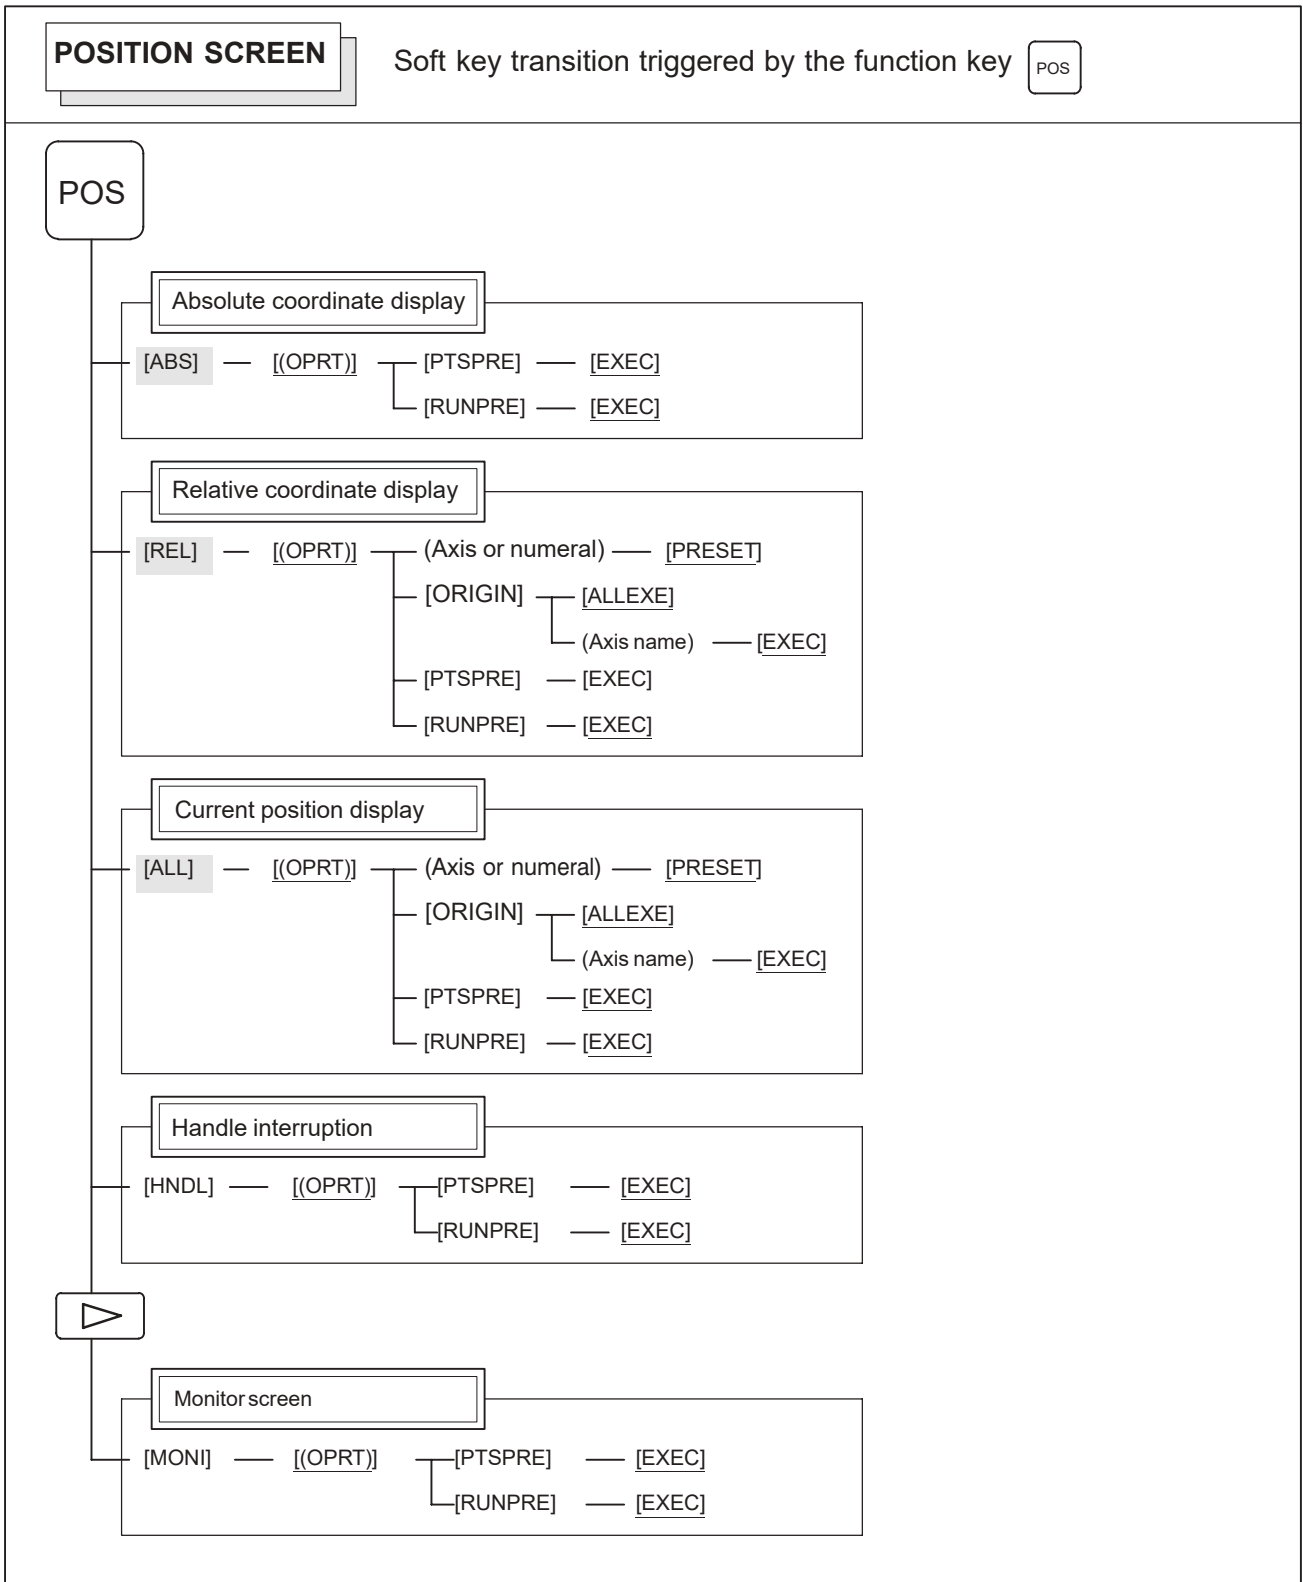 POSITION SCREEN Soft key transition triggered by the function key POS
POS
Absolute coordinate display
[ABS] [(OPRT)] [PTSPRE] [EXEC]
[RUNPRE] [EXEC]
Relative coordinate display
[REL] [(OPRT)] (Axis or numeral) [PRESET]
[ORIGIN] [ALLEXE]
(Axis name) [EXEC]
[PTSPRE] [EXEC]
[RUNPRE] [EXEC]
Current position display
[ALL] [(OPRT)] (Axis or numeral) [PRESET]
[ORIGIN] [ALLEXE]
(Axis name) [EXEC]
[PTSPRE] [EXEC]
[RUNPRE] [EXEC]
Handle interruption
[HNDL] [(OPRT)] [PTSPRE] [EXEC]
[RUNPRE] [EXEC]
Monitor screen
[MONI] [(OPRT)] [PTSPRE] [EXEC]
[RUNPRE] [EXEC]